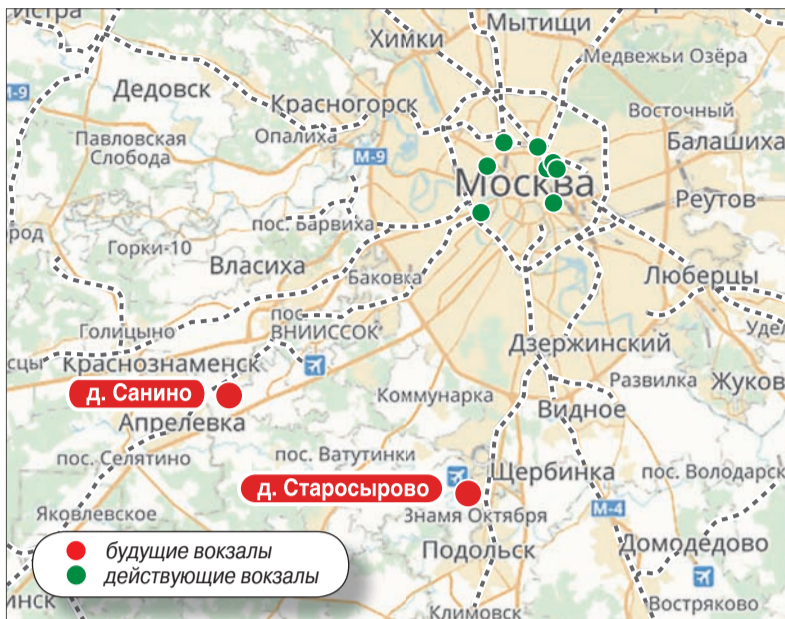 Истра
Мытищи
Химки
Медвежьи Озёра
М-9
Дедовск
Красногорск
Восточный
Павловская
Слобода
Опалиха
М-9
Балашиха
Москва
Реутов
пос. Барвиха
Горки-10
Власиха
Баковка
Люберцы
Голицыно
пос.
ВНИИССОК
Дзержинский
Краснознаменск
Развилка
Жуков
д. Санино
Коммунарка
Видное
Апрелевка
пос. Селятино
пос. Ватутинки
Щербинка
пос. Володарск
д. Старосырово
Яковлевское
Знамя Октября
М-4
Подольск
Домодедово
будущие вокзалы
действующие вокзалы
Климовск
Востряково